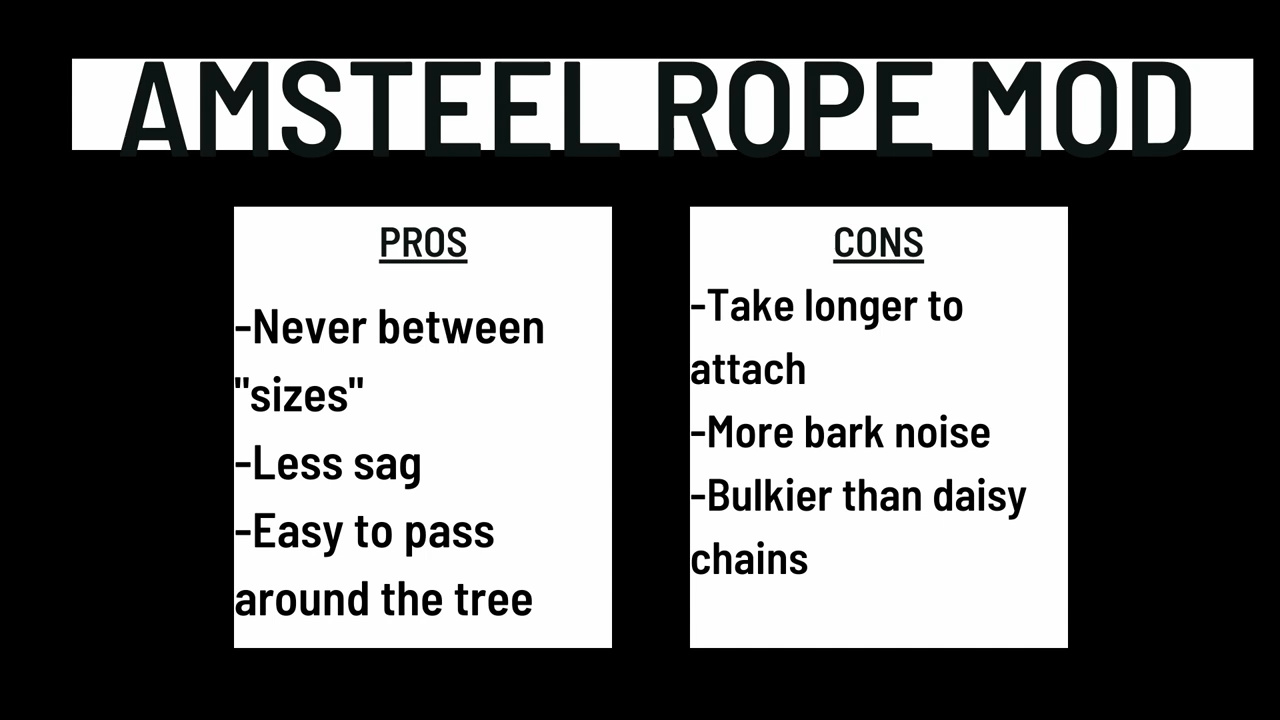 AMSTEEL ROPE MOD
PROS
-Never between
"sizes"
-Less sag
-Easy to pass
around the tree
CONS
-Take longer to
attach
-More bark noise
-Bulkier than daisy
chains